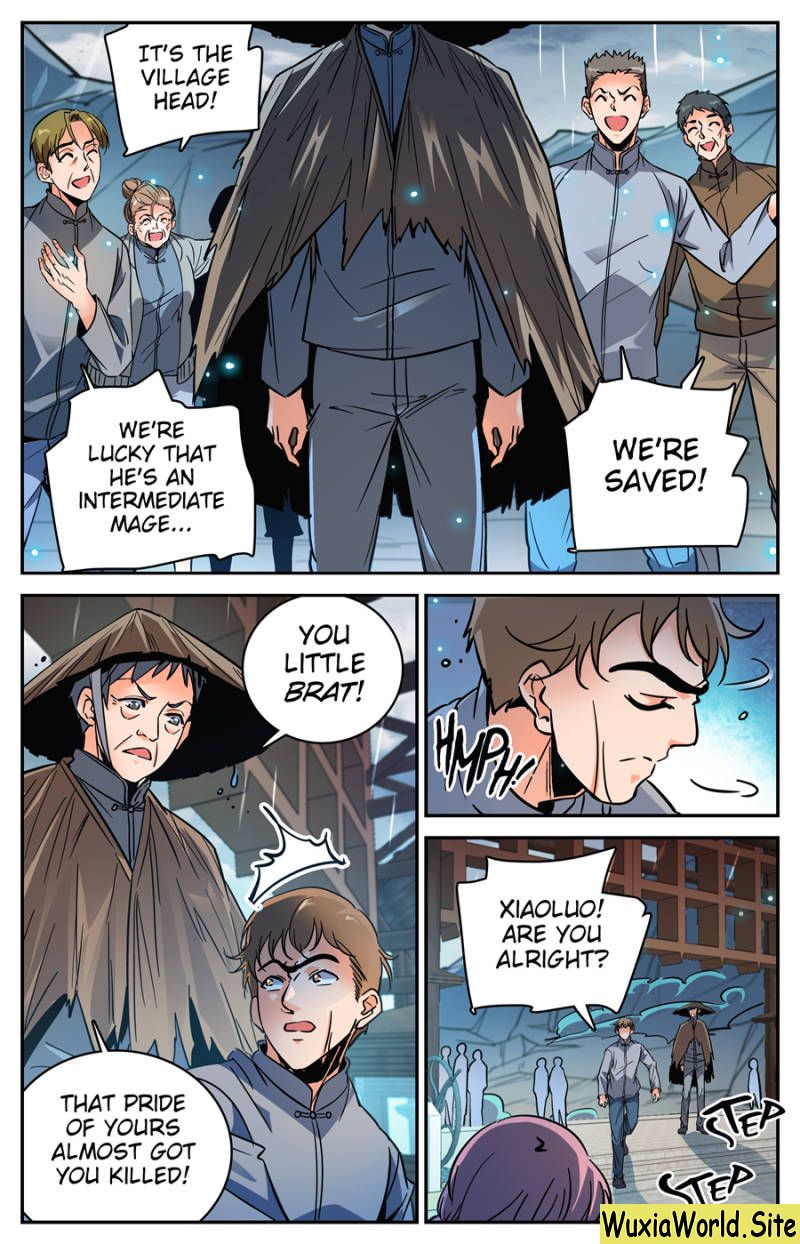 IT'S THE
VILLAGE
HEAD!
WE'RE
LUCKY THAT
HE'S AN
INTERMEDIATE
MAGE...
WE'RE
SAVED!
YOU
LITTLE
BRAT!
THAT PRIDE
OF YOURS
ALMOST GOT
YOU KILLED!
HMPH!
XIAOLUO!
ARE YOU
ALRIGHT?
STEP
STEP
WuxiaWorld.Site